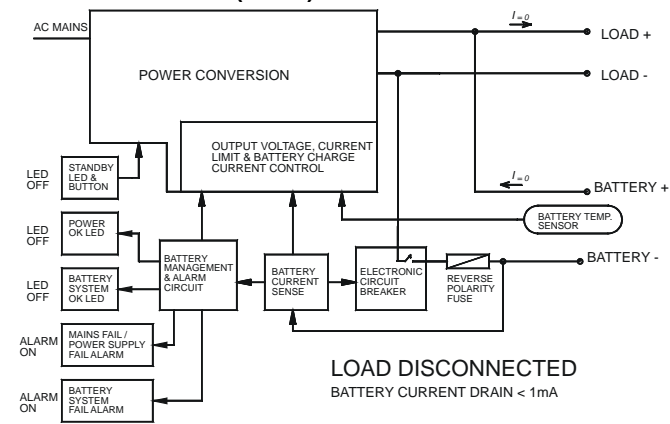 AC MAINS
I = 0
LOAD +
LOAD -
POWER CONVERSION
OUTPUT VOLTAGE, CURRENT
LIMIT & BATTERY CHARGE
CURRENT CONTROL
LED
OFF
STANDBY
LED &
BUTTON
I = 0
BATTERY +
BATTERY TEMP.
SENSOR
LED
OFF
POWER
OK LED
BATTERY -
LED
OFF
BATTERY
SYSTEM
OK LED
BATTERY
MANAGEMENT
& ALARM
CIRCUIT
BATTERY
CURRENT
SENSE
ELECTRONIC
CIRCUIT
BREAKER
REVERSE
POLARITY
FUSE
ALARM
ON
MAINS FAIL /
POWER SUPPLY
FAIL ALARM
ALARM
ON
BATTERY
SYSTEM
FAIL ALARM
LOAD DISCONNECTED
BATTERY CURRENT DRAIN < 1mA